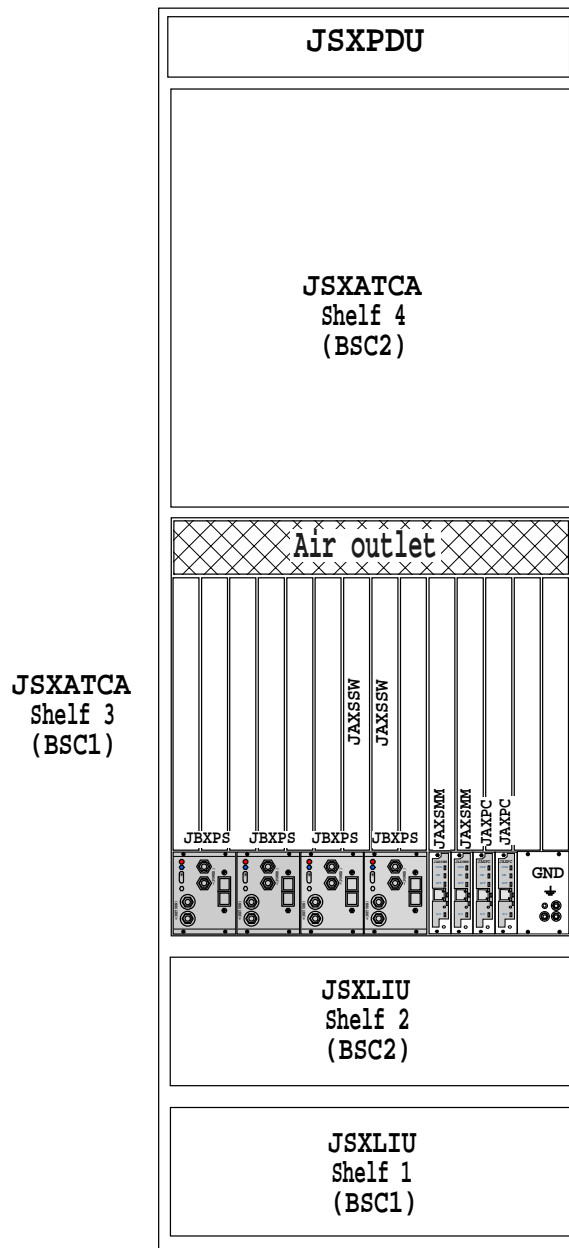 JSXPDU
JSXATCA
Shelf 4
(BSC2)
Air outlet
JSXATCA
Shelf 3
(BSC1)
JAXSSW
JAXSSW
JBXPS
JBXPS
JBXPS
JBXPS
JAXSMM
JAXSMM
JAXPC
JAXPC
GND
JSXLIU
Shelf 2
(BSC2)
JSXLIU
Shelf 1
(BSC1)